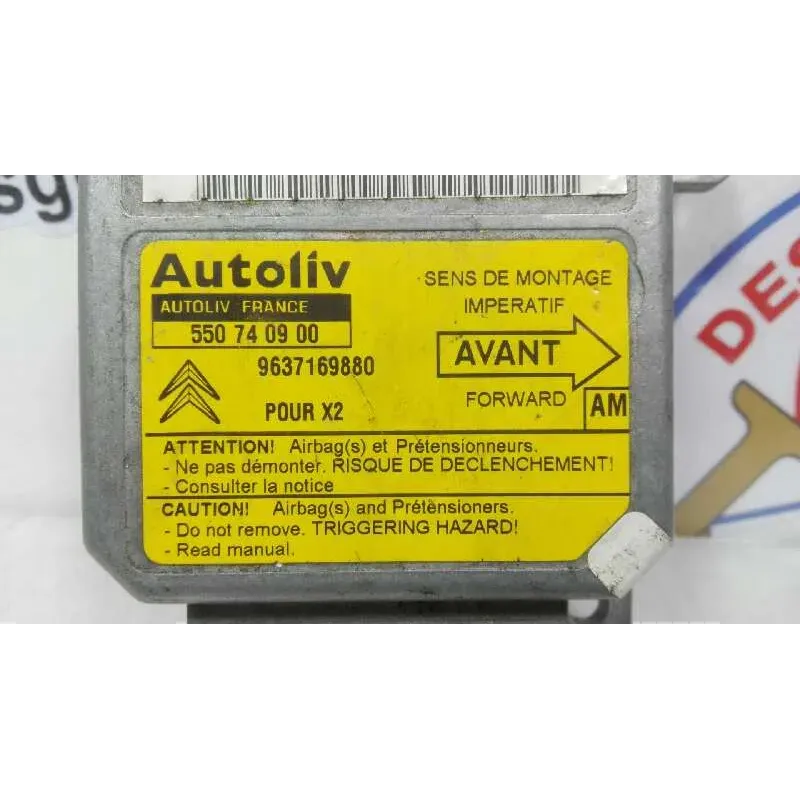 Autoliv
AUTOLIV FRANCE
550 74 09 00
9637169880
POUR X2
SENS DE MONTAGE
IMPERATIF
AVANT
FORWARD
AM
ATTENTION! Airbag(s) et Prétensionneurs.
- Ne pas démonter. RISQUE DE DECLENCHEMENT!
- Consulter la notice
CAUTION! Airbag(s) and Prétènsioners.
- Do not remove. TRIGGERING HAZARD!
- Read manual.
DES